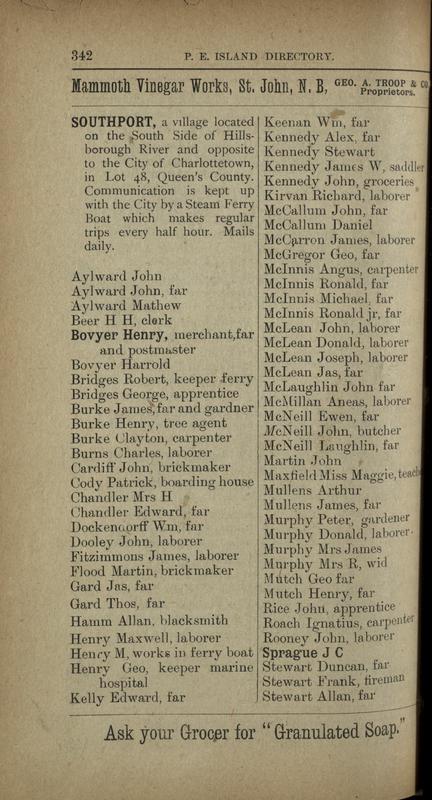 342 P. E. ISLAND DIRECTORY.
Mammoth Vinegar Works, St. John, N. B, GEO. A. TROOP & CO
Proprietors.
SOUTHPORT, a village located
on the South Side of Hills-
borough River and opposite
to the City of Charlottetown,
in Lot 48, Queen's County.
Communication is kept up
with the City by a Steam Ferry
Boat which makes regular
trips every half hour. Mails
daily.
Aylward John
Aylward John, far
Aylward Mathew
Beer H H, clerk
Bovyer Henry, merchant, far
and postmaster
Bovyer Harrold
Bridges Robert, keeper ferry
Bridges George, apprentice
Burke James, far and gardner
Burke Henry, tree agent
Burke Clayton, carpenter
Burns Charles, laborer
Cardiff John, brickmaker
Cody Patrick, boarding house
Chandler Mrs H
Chandler Edward, far
Dockendorff Wm, far
Dooley John, laborer
Fitzimmons James, laborer
Flood Martin, brickmaker
Gard Jas, far
Gard Thos, far
Hamm Allan, blacksmith
Henry Maxwell, laborer
Henry M, works in ferry boat
Henry Geo, keeper marine
hospital
Kelly Edward, far
Keenan Wm, far
Kennedy Alex, far
Kennedy Stewart
Kennedy James W, saddler
Kennedy John, groceries
Kirvan Richard, laborer
McCallum John, far
McCallum Daniel
McCarron James, laborer
McGregor Geo, far
McInnis Angus, carpenter
McInnis Ronald, far
McInnis Michael, far
McInnis Ronald jr, far
McLean John, laborer
McLean Donald, laborer
McLean Joseph, laborer
McLean Jas, far
McLaughlin John far
McMillan Aneas, laborer
McNeill Ewen, far
McNeill John, butcher
McNeill Laughlin, far
Martin John
Maxfield Miss Maggie, teach
Mullens Arthur
Mullens James, far
Murphy Peter, gardener
Murphy Donald, laborer
Murphy Mrs James
Murphy Mrs R, wid
Mutch Geo far
Mutch Henry, far
Rice John, apprentice
Roach Ignatius, carpenter
Rooney John, laborer
Sprague J C
Stewart Duncan, far
Stewart Frank, fireman
Stewart Allan, far
Ask your Grocer for "Granulated Soap."